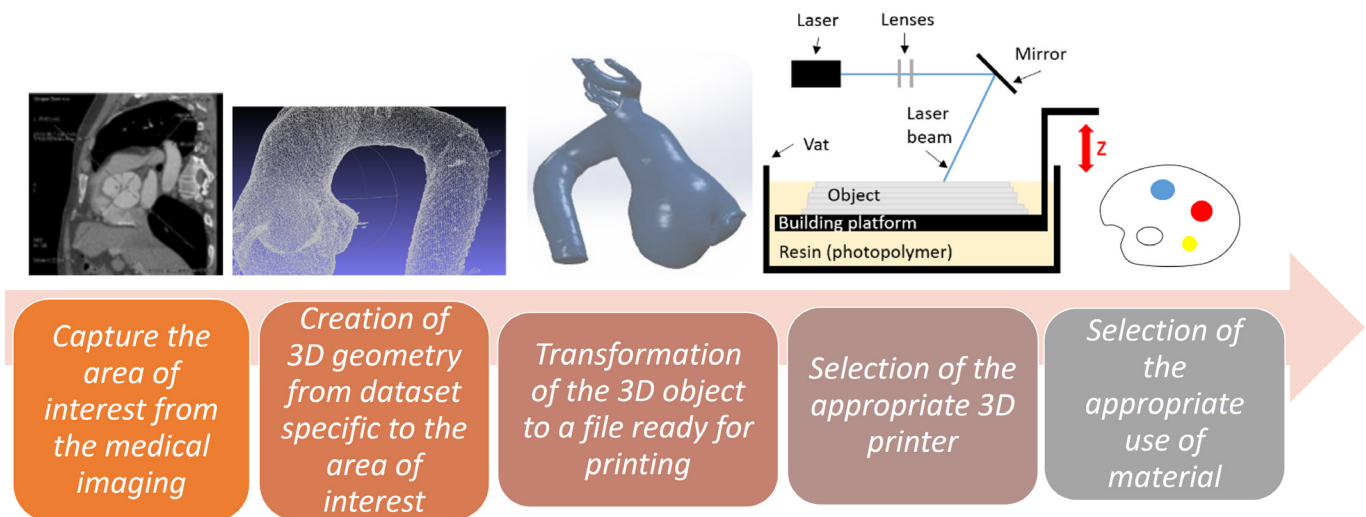 Laser
Lenses
Mirror
Laser
beam
Vat
Z
Object
Building platform
Resin (photopolymer)
Capture the
area of
interest from
the medical
imaging
Creation of
3D geometry
from dataset
specific to the
area of
interest
Transformation
of the 3D object
to a file ready for
printing
Selection of the
appropriate 3D
printer
Selection of
the
appropriate
use of
material